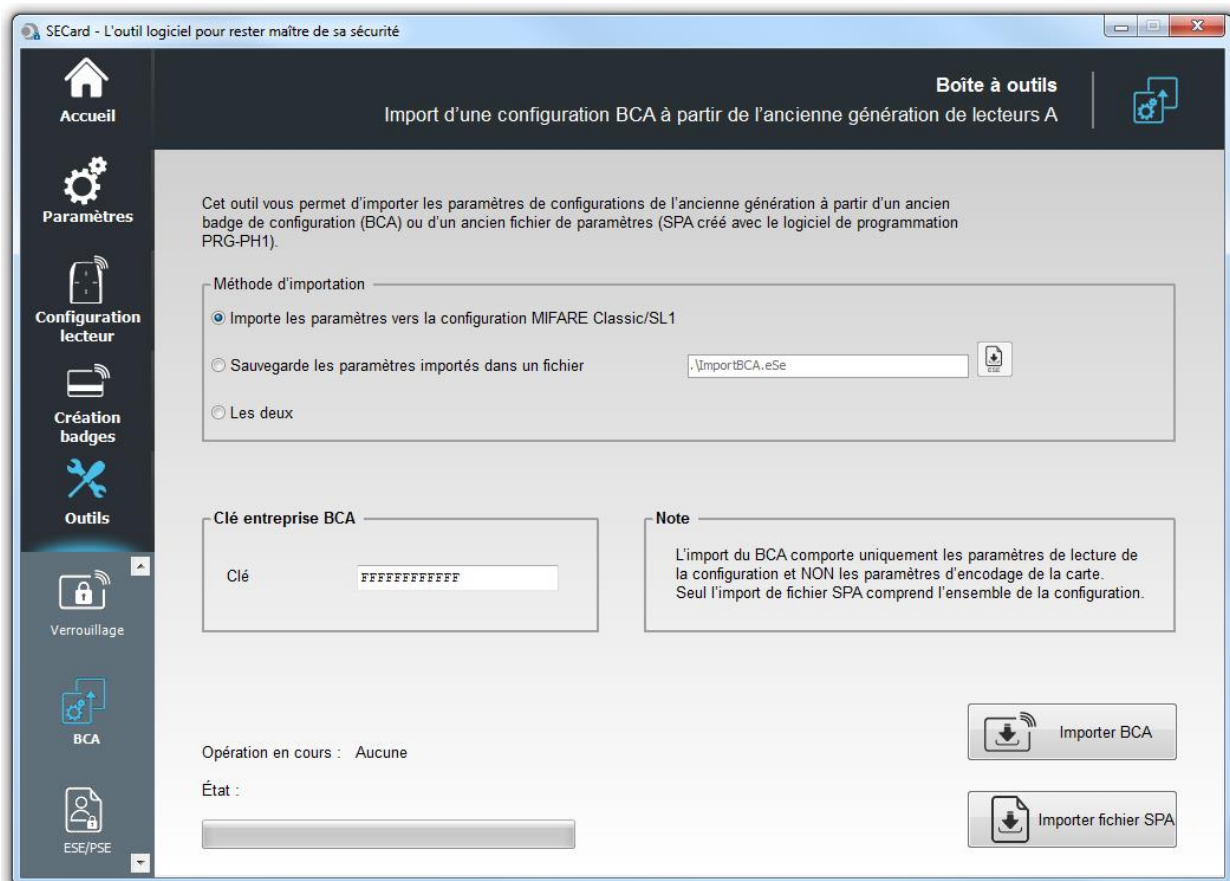 SECard - L'outil logiciel pour rester maître de sa sécurité
Accueil
Boîte à outils
Import d'une configuration BCA à partir de l'ancienne génération de lecteurs A
Paramètres
Configuration
lecteur
Création
badges
Outils
Verrouillage
BCA
ESE/PSE
Cet outil vous permet d'importer les paramètres de configurations de l'ancienne génération à partir d'un ancien
badge de configuration (BCA) ou d'un ancien fichier de paramètres (SPA créé avec le logiciel de programmation
PRG-PH1).
Méthode d'importation
Importe les paramètres vers la configuration MIFARE Classic/SL1
Sauvegarde les paramètres importés dans un fichier
.\ImportBCA.eSe
ESE
Les deux
Clé entreprise BCA
Clé
FFFFFFFFFFFF
Note
L'import du BCA comporte uniquement les paramètres de lecture de
la configuration et NON les paramètres d'encodage de la carte.
Seul l'import de fichier SPA comprend l'ensemble de la configuration.
Opération en cours : Aucune
État :
Importer BCA
Importer fichier SPA